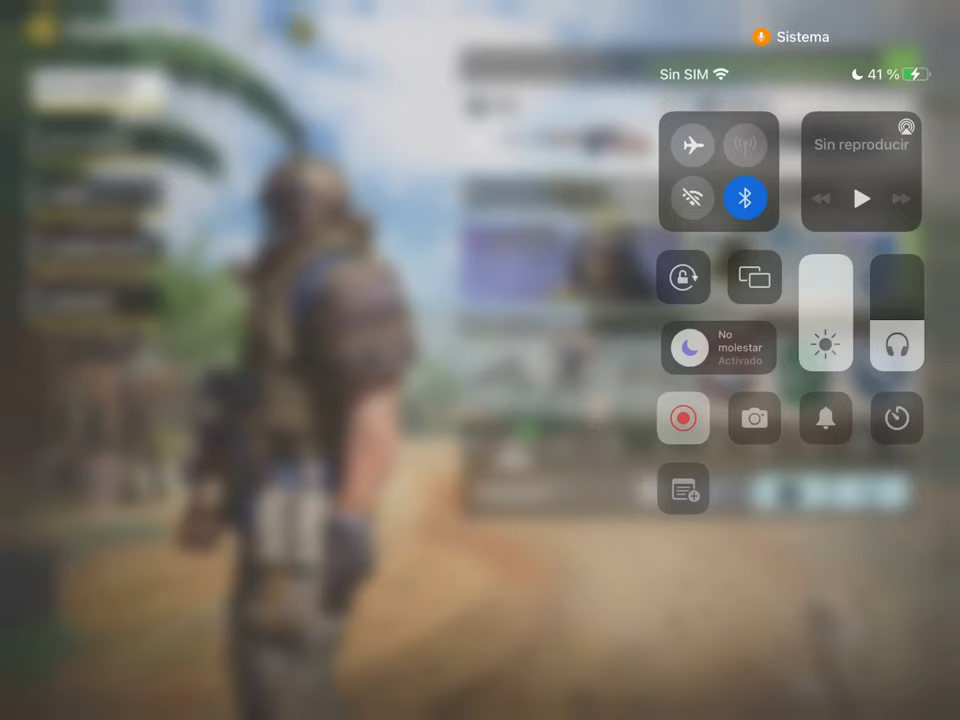 Sistema
Sin SIM
41 %
Sin reproducir
No
molestar
Activado